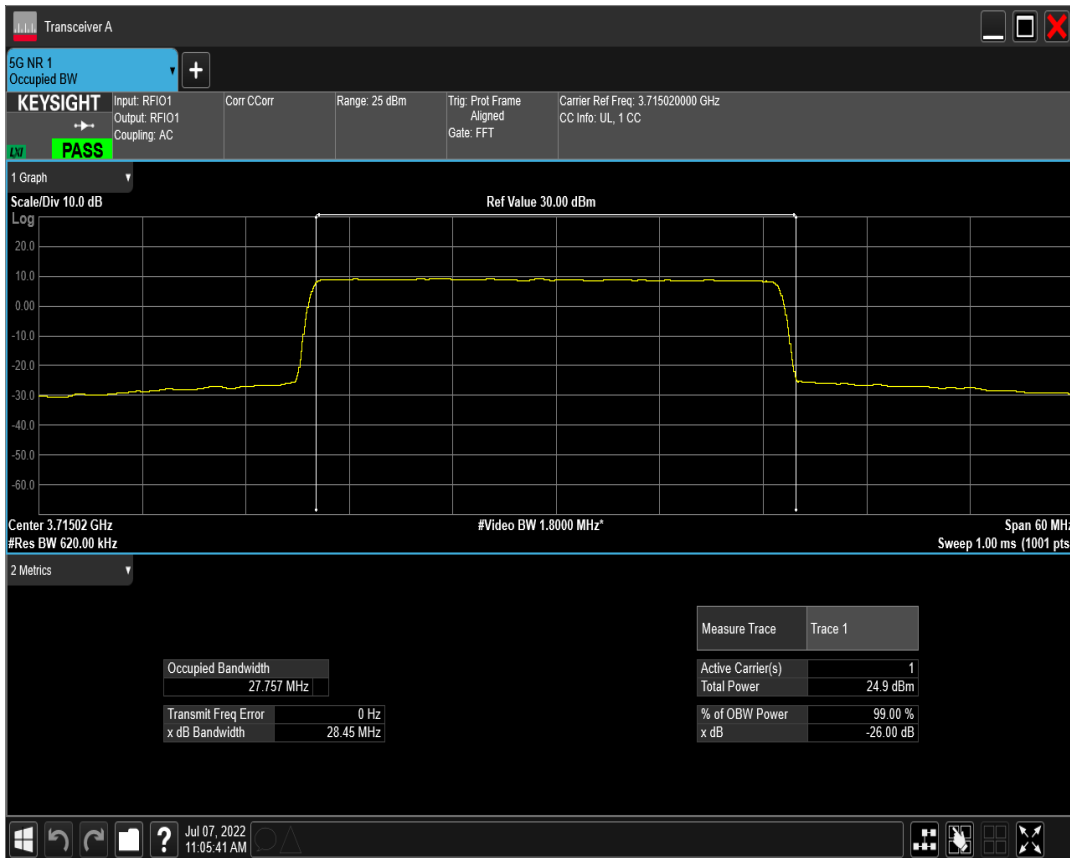 Transceiver A
5G NR 1
Occupied BW
KEYSIGHT
LXI
PASS
Input: RFIO1
Output: RFIO1
Coupling: AC
Corr CCorr
Range: 25 dBm
Trig: Prot Frame
Aligned
Gate: FFT
Carrier Ref Freq: 3.715020000 GHz
CC Info: UL, 1 CC
1 Graph
Scale/Div 10.0 dB
Ref Value 30.00 dBm
Log
20.0
10.0
0.00
-10.0
-20.0
-30.0
-40.0
-50.0
-60.0
Center 3.71502 GHz
#Video BW 1.8000 MHz*
Span 60 MHz
#Res BW 620.00 kHz
Sweep 1.00 ms (1001 pts
2 Metrics
Measure Trace Trace 1
Occupied Bandwidth
27.757 MHz
Active Carrier(s) 1
Total Power 24.9 dBm
Transmit Freq Error 0 Hz
x dB Bandwidth 28.45 MHz
% of OBW Power 99.00 %
x dB -26.00 dB
?
Jul 07, 2022
11:05:41 AM